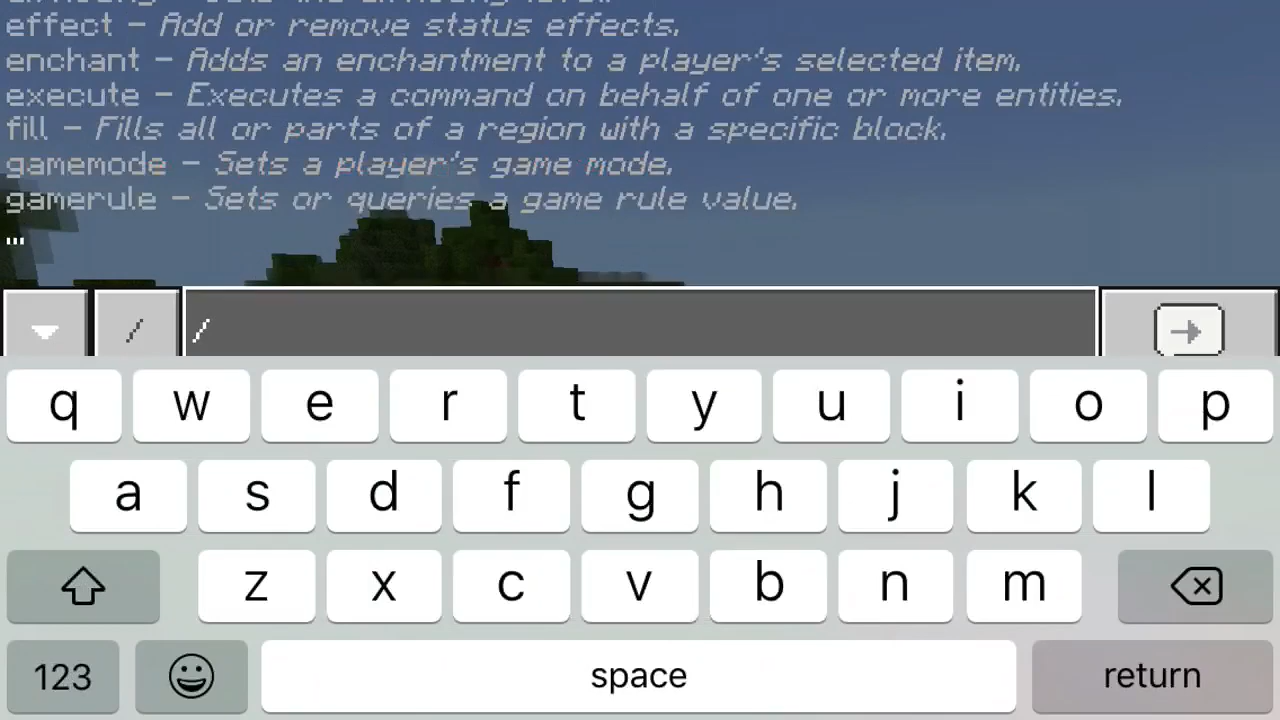 effect – Add or remove status effects.
enchant – Adds an enchantment to a player's selected item.
execute – Executes a command on behalf of one or more entities.
fill – Fills all or parts of a region with a specific block.
gamemode – Sets a player's game mode.
gamerule – Sets or queries a game rule value.
...
/ /
q w e r t y u i o p
a s d f g h j k l
z x c v b n m
123 space return